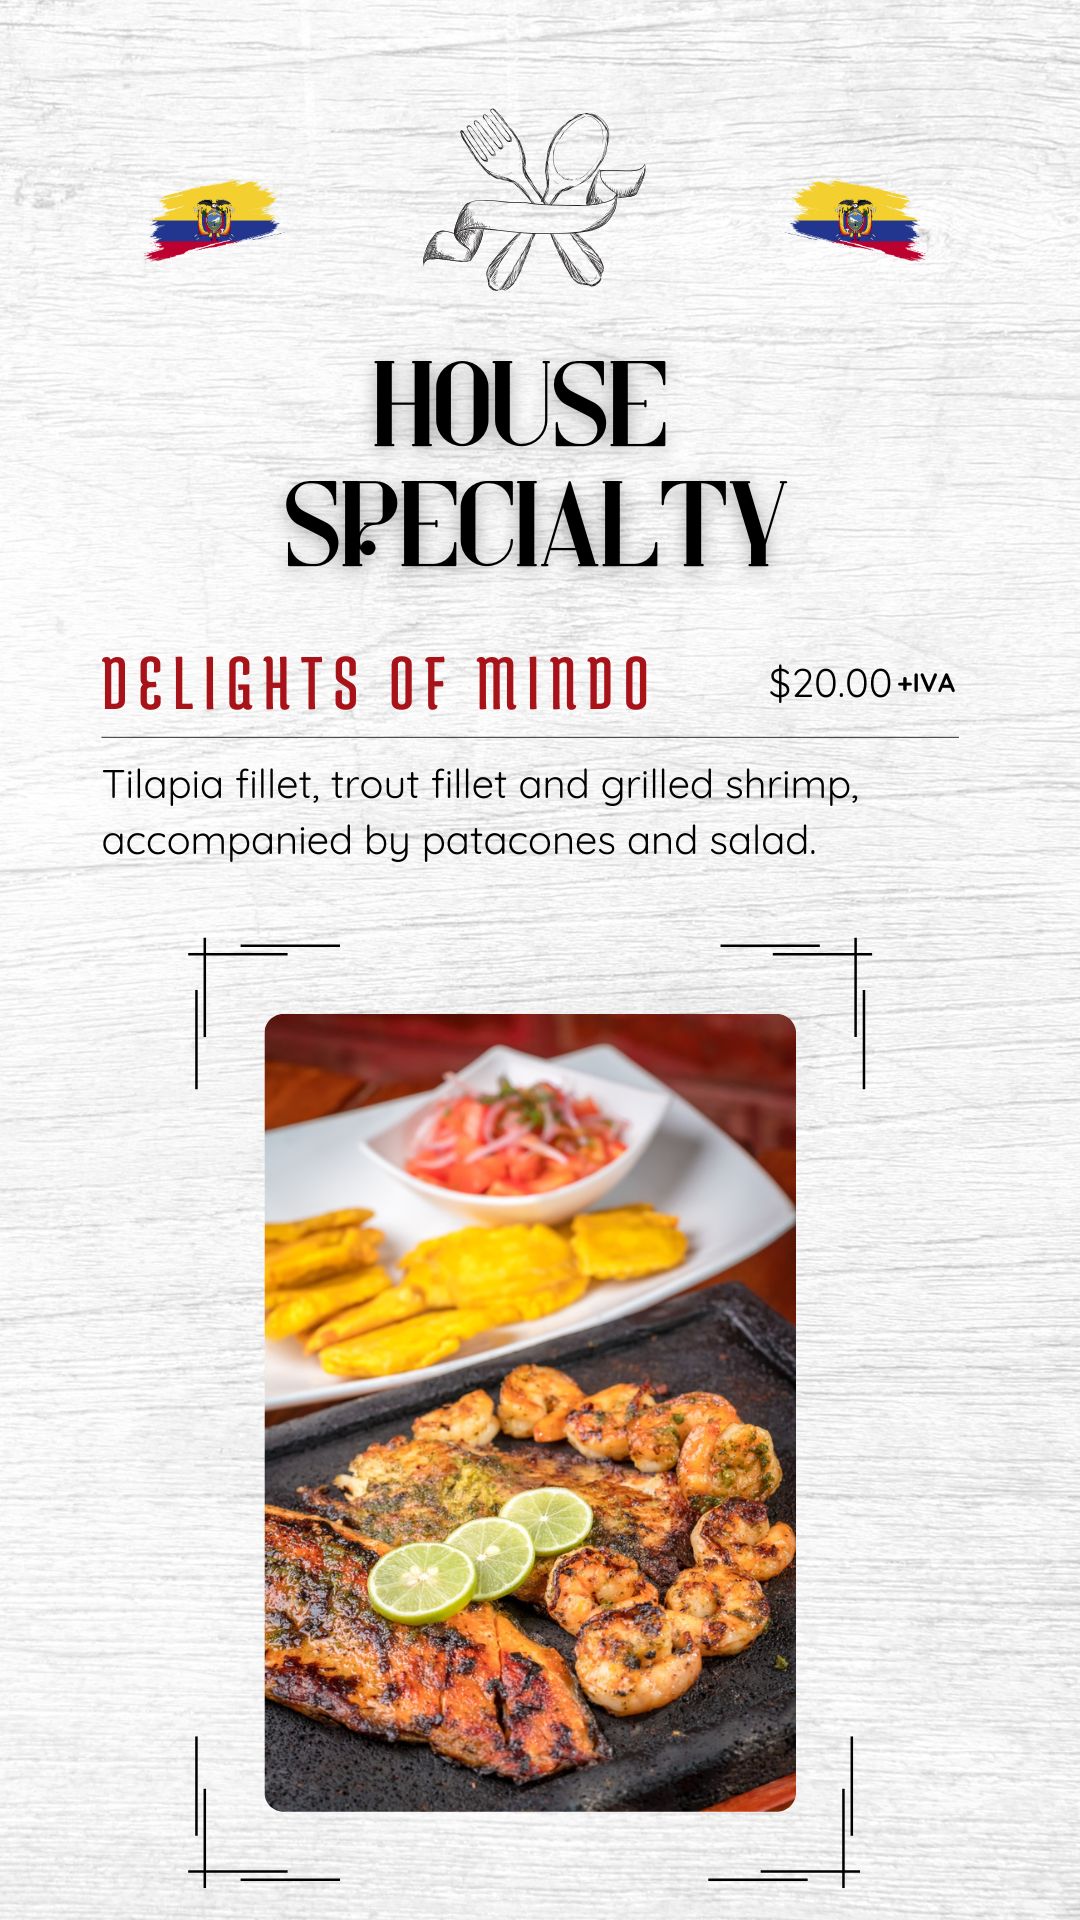 HOUSE
SPECIALTY
DELIGHTS OF MINDO
$20.00+IVA
Tilapia fillet, trout fillet and grilled shrimp,
accompanied by patacones and salad.